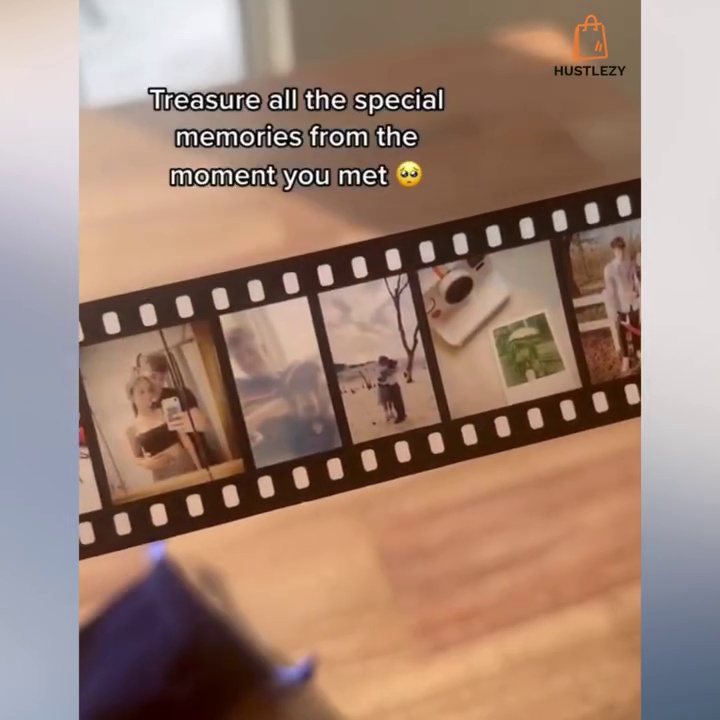 HUSTLEZY
Treasure all the special
memories from the
moment you met 🥺